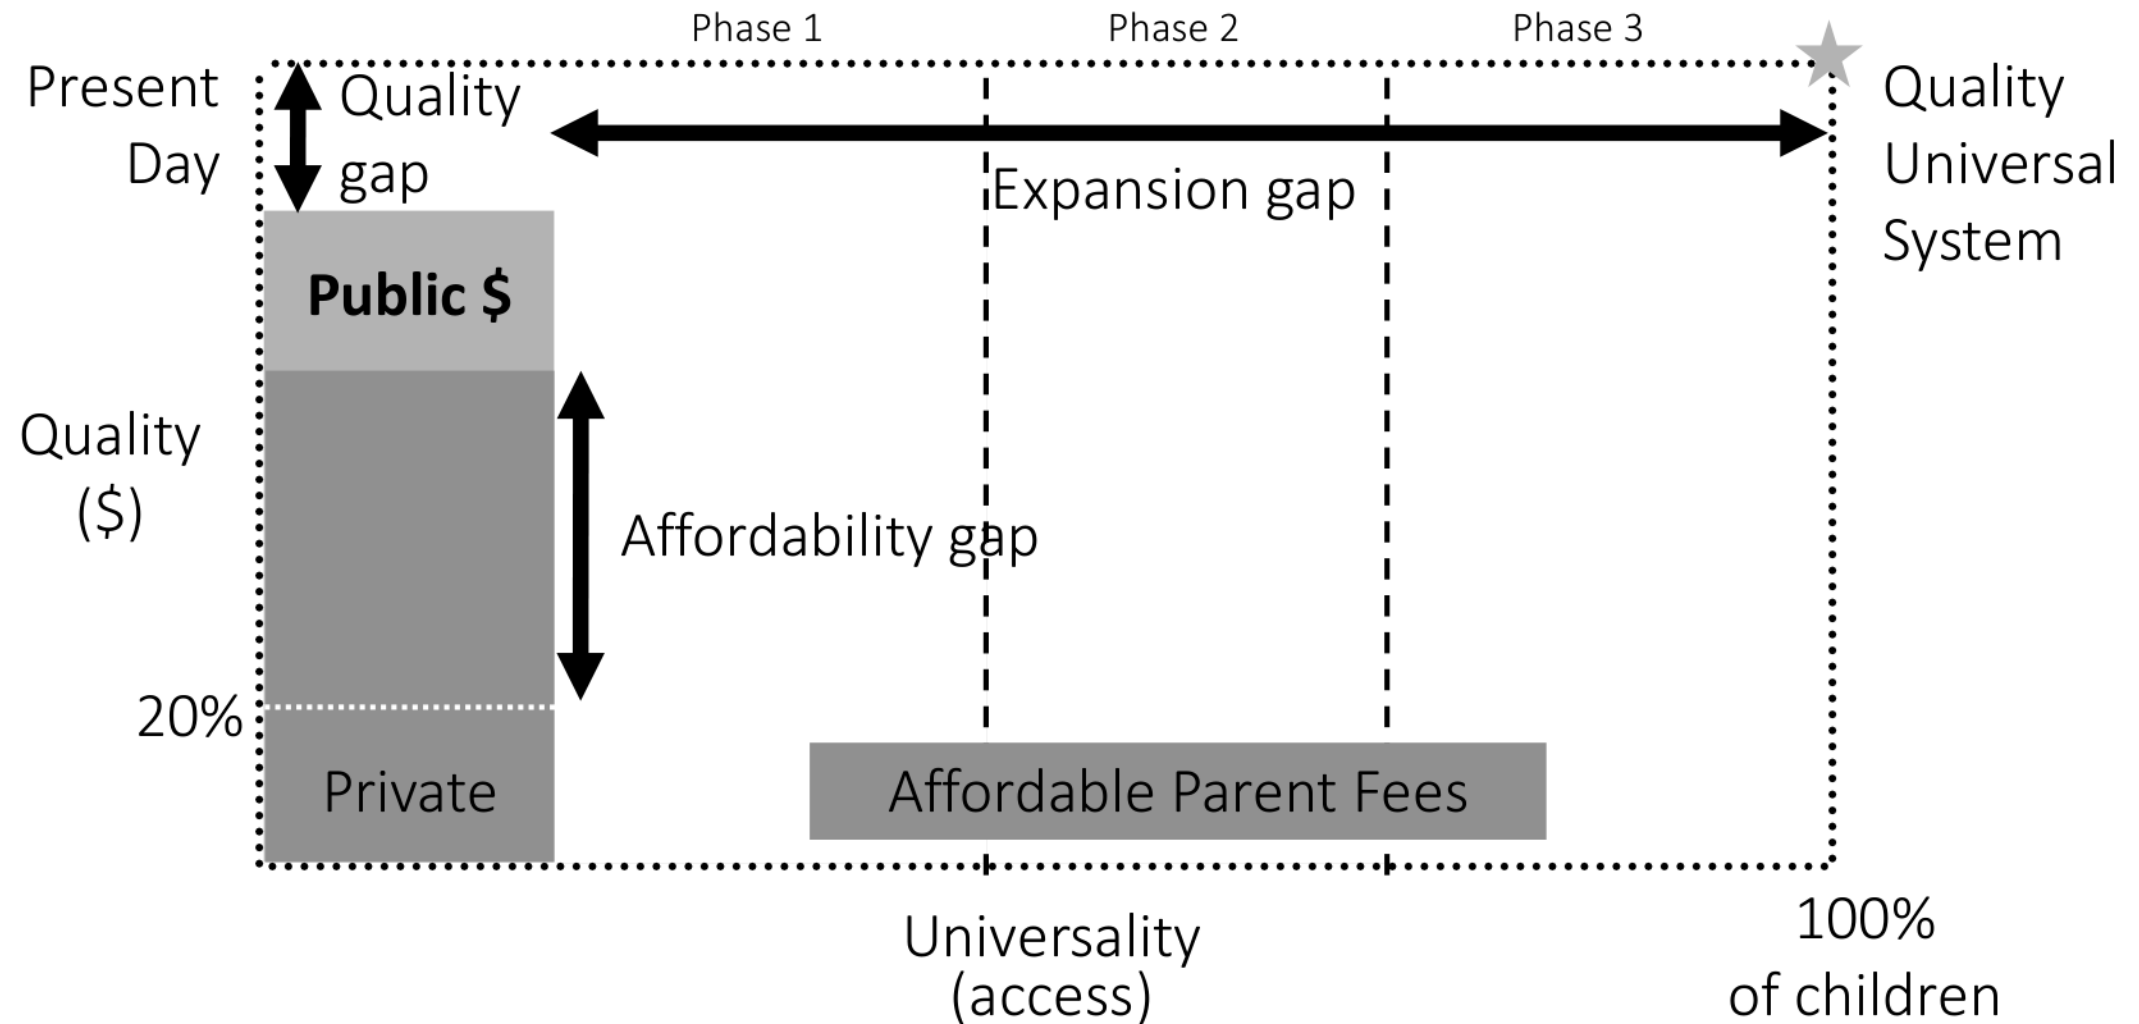 Phase 1
Phase 2
Phase 3
Present
Day
Quality
gap
Quality
Universal
System
Expansion gap
Public $
Quality
($)
Affordability gap
20%
Private
Affordable Parent Fees
Universality
(access)
100%
of children